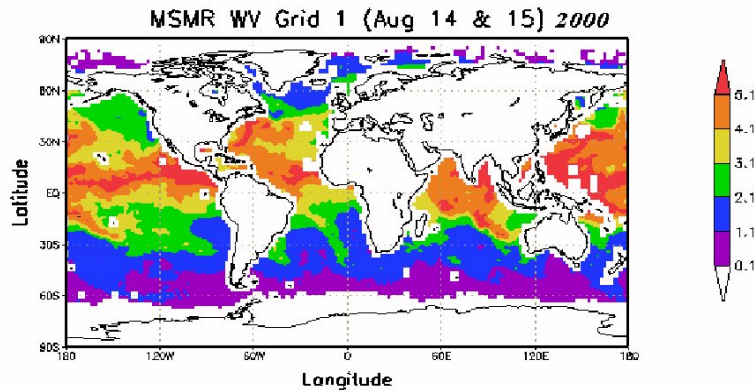 MSMR WV Grid 1 (Aug 14 & 15) 2000
90N
60N
30N
EQ
30S
60S
90S
180 120W 60W 0 60E 120E 180
Latitude
Longitude
5.1
4.1
3.1
2.1
1.1
0.1